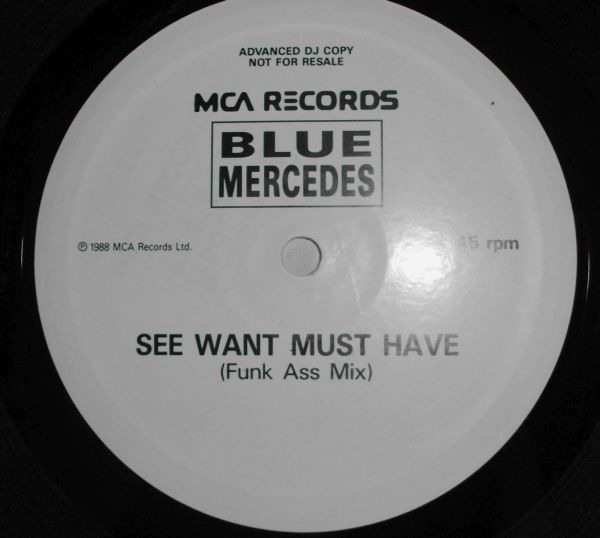 ADVANCED DJ COPY
NOT FOR RESALE
MCA RECORDS
BLUE
MERCEDES
℗ 1988 MCA Records Ltd.
45 rpm
SEE WANT MUST HAVE
(Funk Ass Mix)